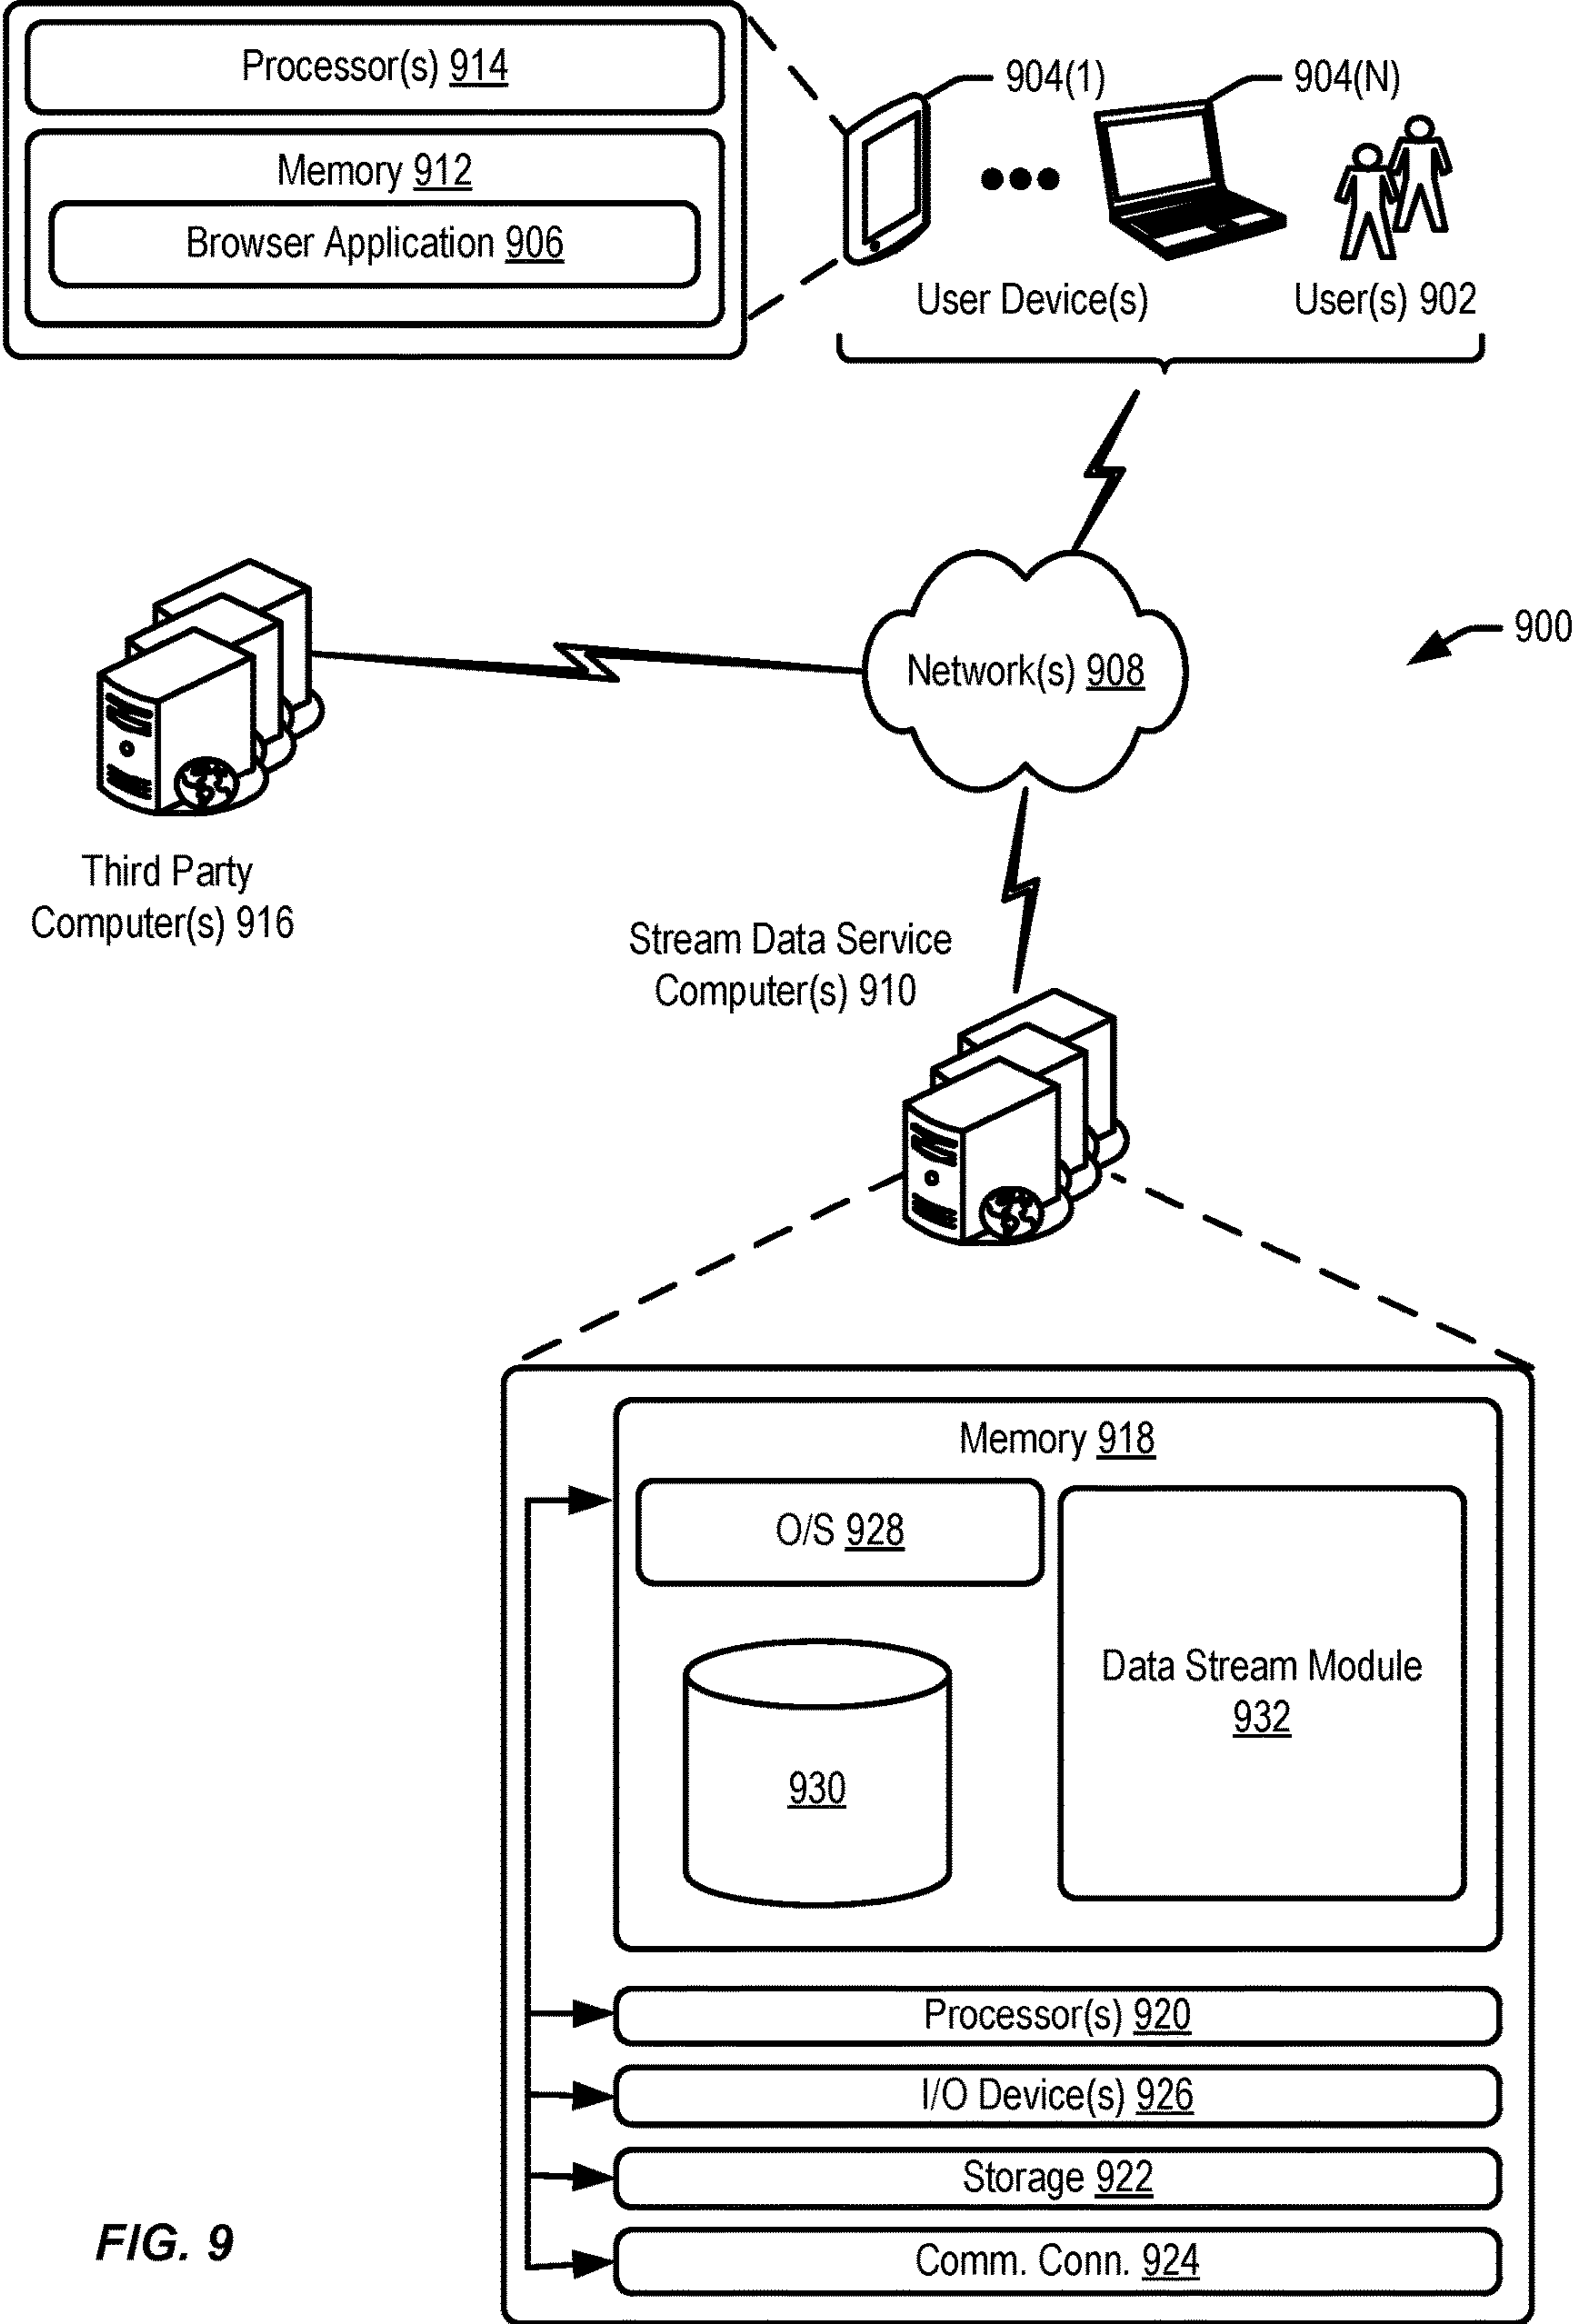 Processor(s) 914
Memory 912
Browser Application 906
904(1)
904(N)
User Device(s)
User(s) 902
900
Network(s) 908
Third Party
Computer(s) 916
Stream Data Service
Computer(s) 910
Memory 918
O/S 928
Data Stream Module
932
930
Processor(s) 920
I/O Device(s) 926
Storage 922
Comm. Conn. 924
FIG. 9